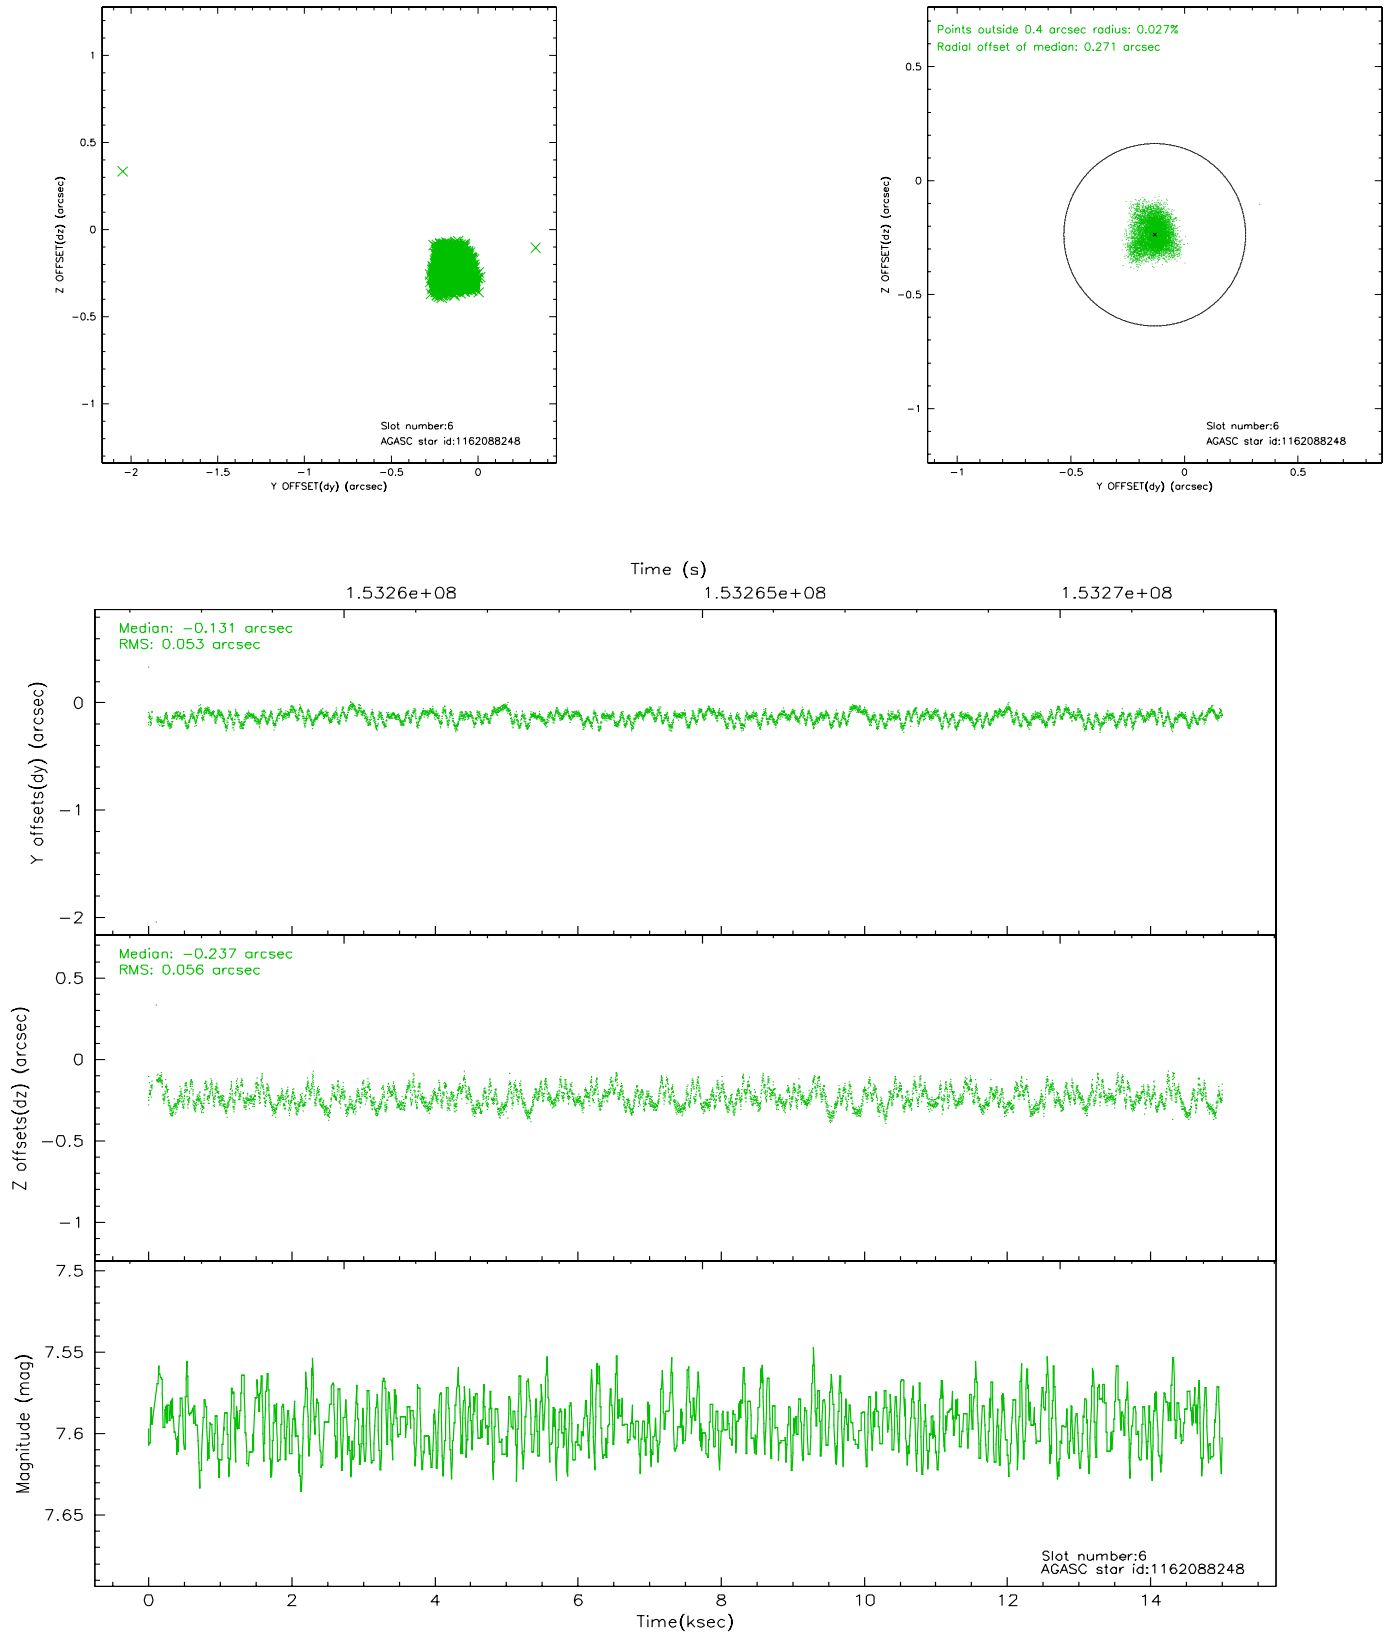 1
0.5
0
−0.5
−1
Z OFFSET(dz) (arcsec)
Slot number:6
AGASC star id:1162088248
−2 −1.5 −1 −0.5 0
Y OFFSET(dy) (arcsec)
Points outside 0.4 arcsec radius: 0.027%
Radial offset of median: 0.271 arcsec
0.5
0
−0.5
−1
Z OFFSET(dz) (arcsec)
Slot number:6
AGASC star id:1162088248
−1 −0.5 0 0.5
Y OFFSET(dy) (arcsec)
Time (s)
1.5326e+08 1.53265e+08 1.5327e+08
Median: −0.131 arcsec
RMS: 0.053 arcsec
0
−1
−2
Y offsets(dy) (arcsec)
Median: −0.237 arcsec
RMS: 0.056 arcsec
0.5
0
−0.5
−1
Z offsets(dz) (arcsec)
7.5
7.55
7.6
7.65
Magnitude (mag)
Slot number:6
AGASC star id:1162088248
0 2 4 6 8 10 12 14
Time(ksec)